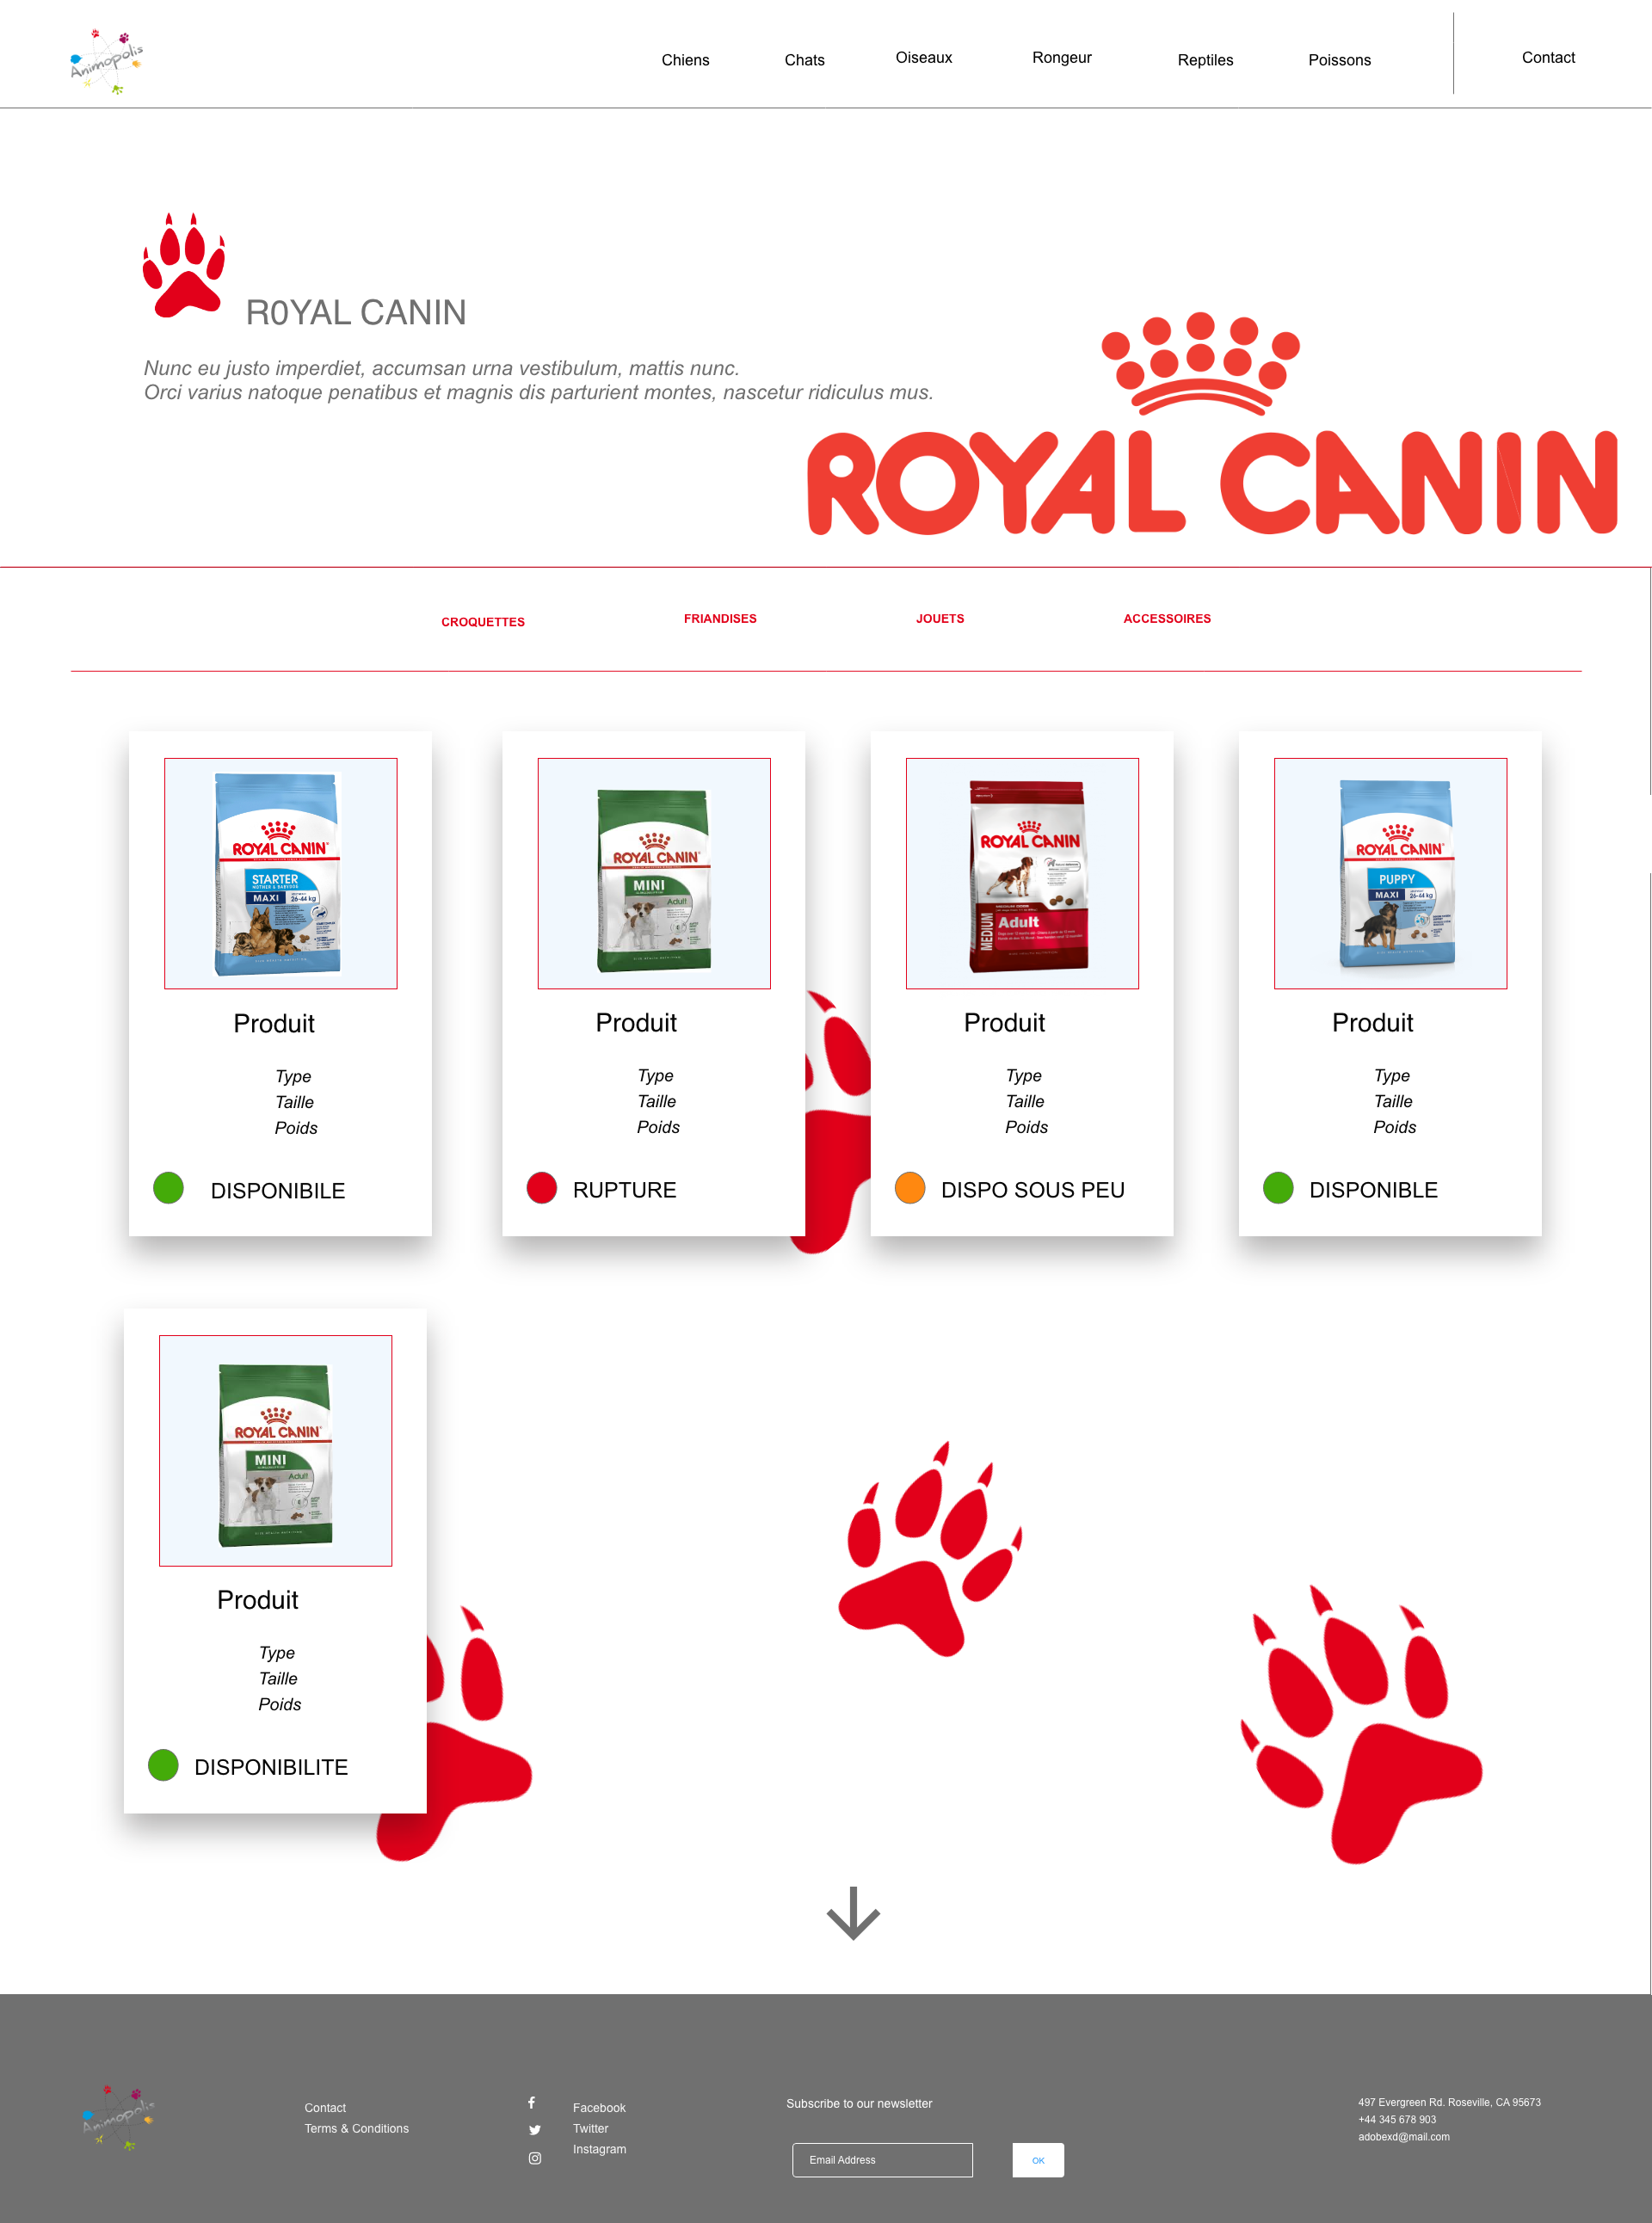 Animopolis
Chiens
Chats
Oiseaux
Rongeur
Reptiles
Poissons
Contact
R0YAL CANIN
Nunc eu justo imperdiet, accumsan urna vestibulum, mattis nunc.
Orci varius natoque penatibus et magnis dis parturient montes, nascetur ridiculus mus.
ROYAL CANIN
CROQUETTES
FRIANDISES
JOUETS
ACCESSOIRES
ROYAL CANIN
STARTER
MOTHER & BABYDOG
MAXI
26-44 kg
Produit
Type
Taille
Poids
DISPONIBILE
ROYAL CANIN
MINI
Adult
Produit
Type
Taille
Poids
RUPTURE
ROYAL CANIN
MEDIUM
Adult
Produit
Type
Taille
Poids
DISPO SOUS PEU
ROYAL CANIN
PUPPY
MAXI
26-44 kg
Produit
Type
Taille
Poids
DISPONIBLE
ROYAL CANIN
MINI
Adult
Produit
Type
Taille
Poids
DISPONIBILITE
Animopolis
Contact
Terms & Conditions
Facebook
Twitter
Instagram
Subscribe to our newsletter
Email Address
OK
497 Evergreen Rd. Roseville, CA 95673
+44 345 678 903
adobexd@mail.com